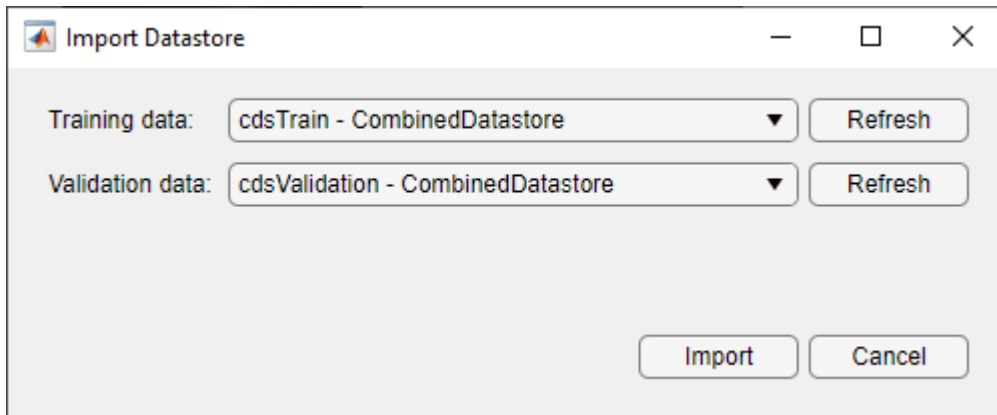 Import Datastore
Training data: cdsTrain - CombinedDatastore Refresh
Validation data: cdsValidation - CombinedDatastore Refresh
Import Cancel